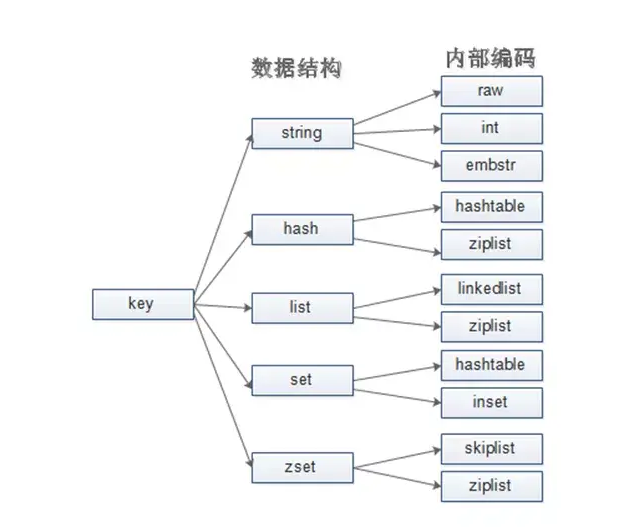 数据结构
内部编码
key
string
raw
int
embstr
hash
hashtable
ziplist
list
linkedlist
ziplist
set
hashtable
inset
zset
skiplist
ziplist